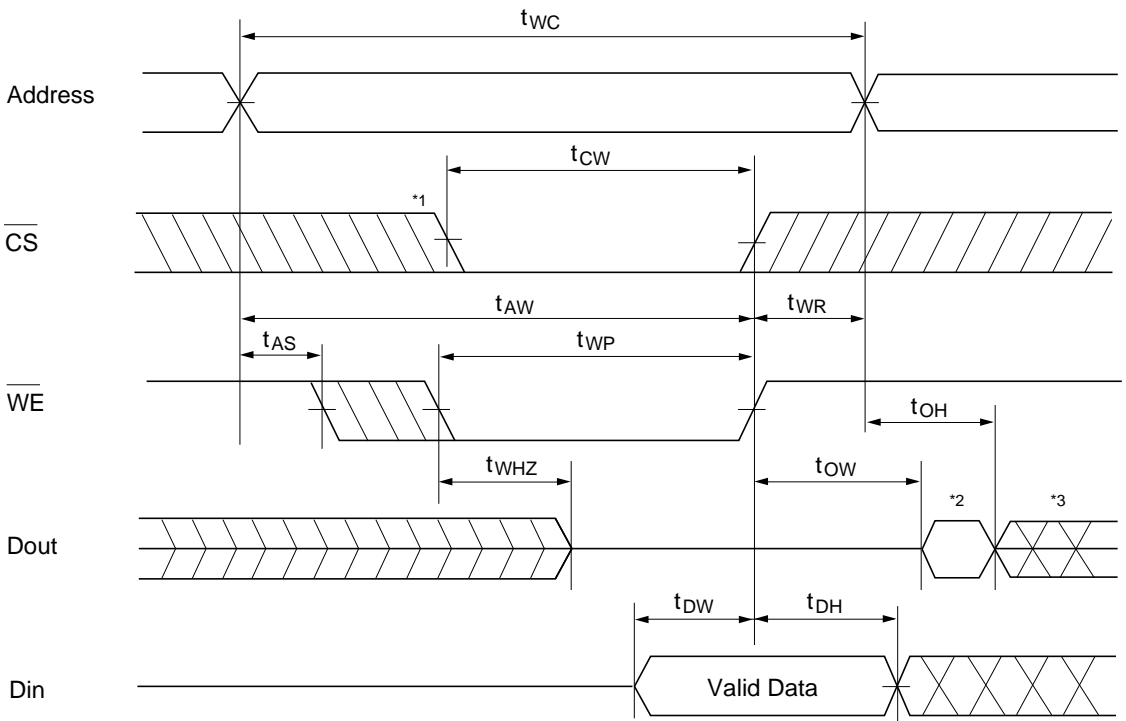 tWC
Address
tCW
*1
CS
tAW
tWR
tAS
tWP
WE
tOH
tWHZ
tOW
*2
*3
Dout
tDW
tDH
Din
Valid Data